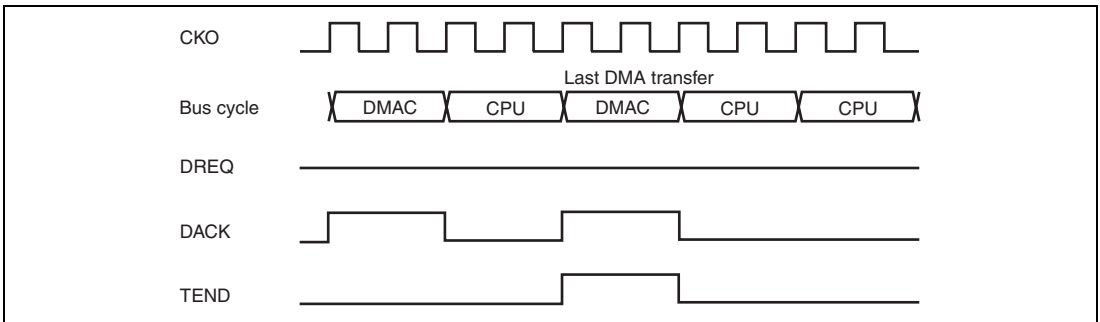 CKO
Last DMA transfer
Bus cycle DMAC CPU DMAC CPU CPU
DREQ
DACK
TEND